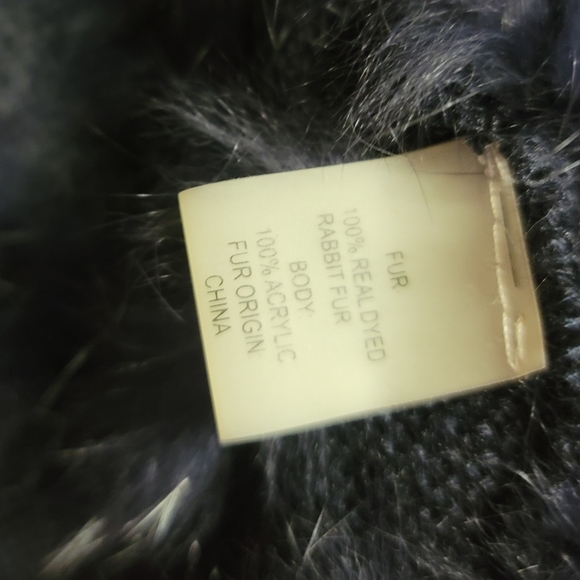 FUR
100% REAL DYED
RABBIT FUR
BODY:
100% ACRYLIC
FUR ORIGIN
CHINA